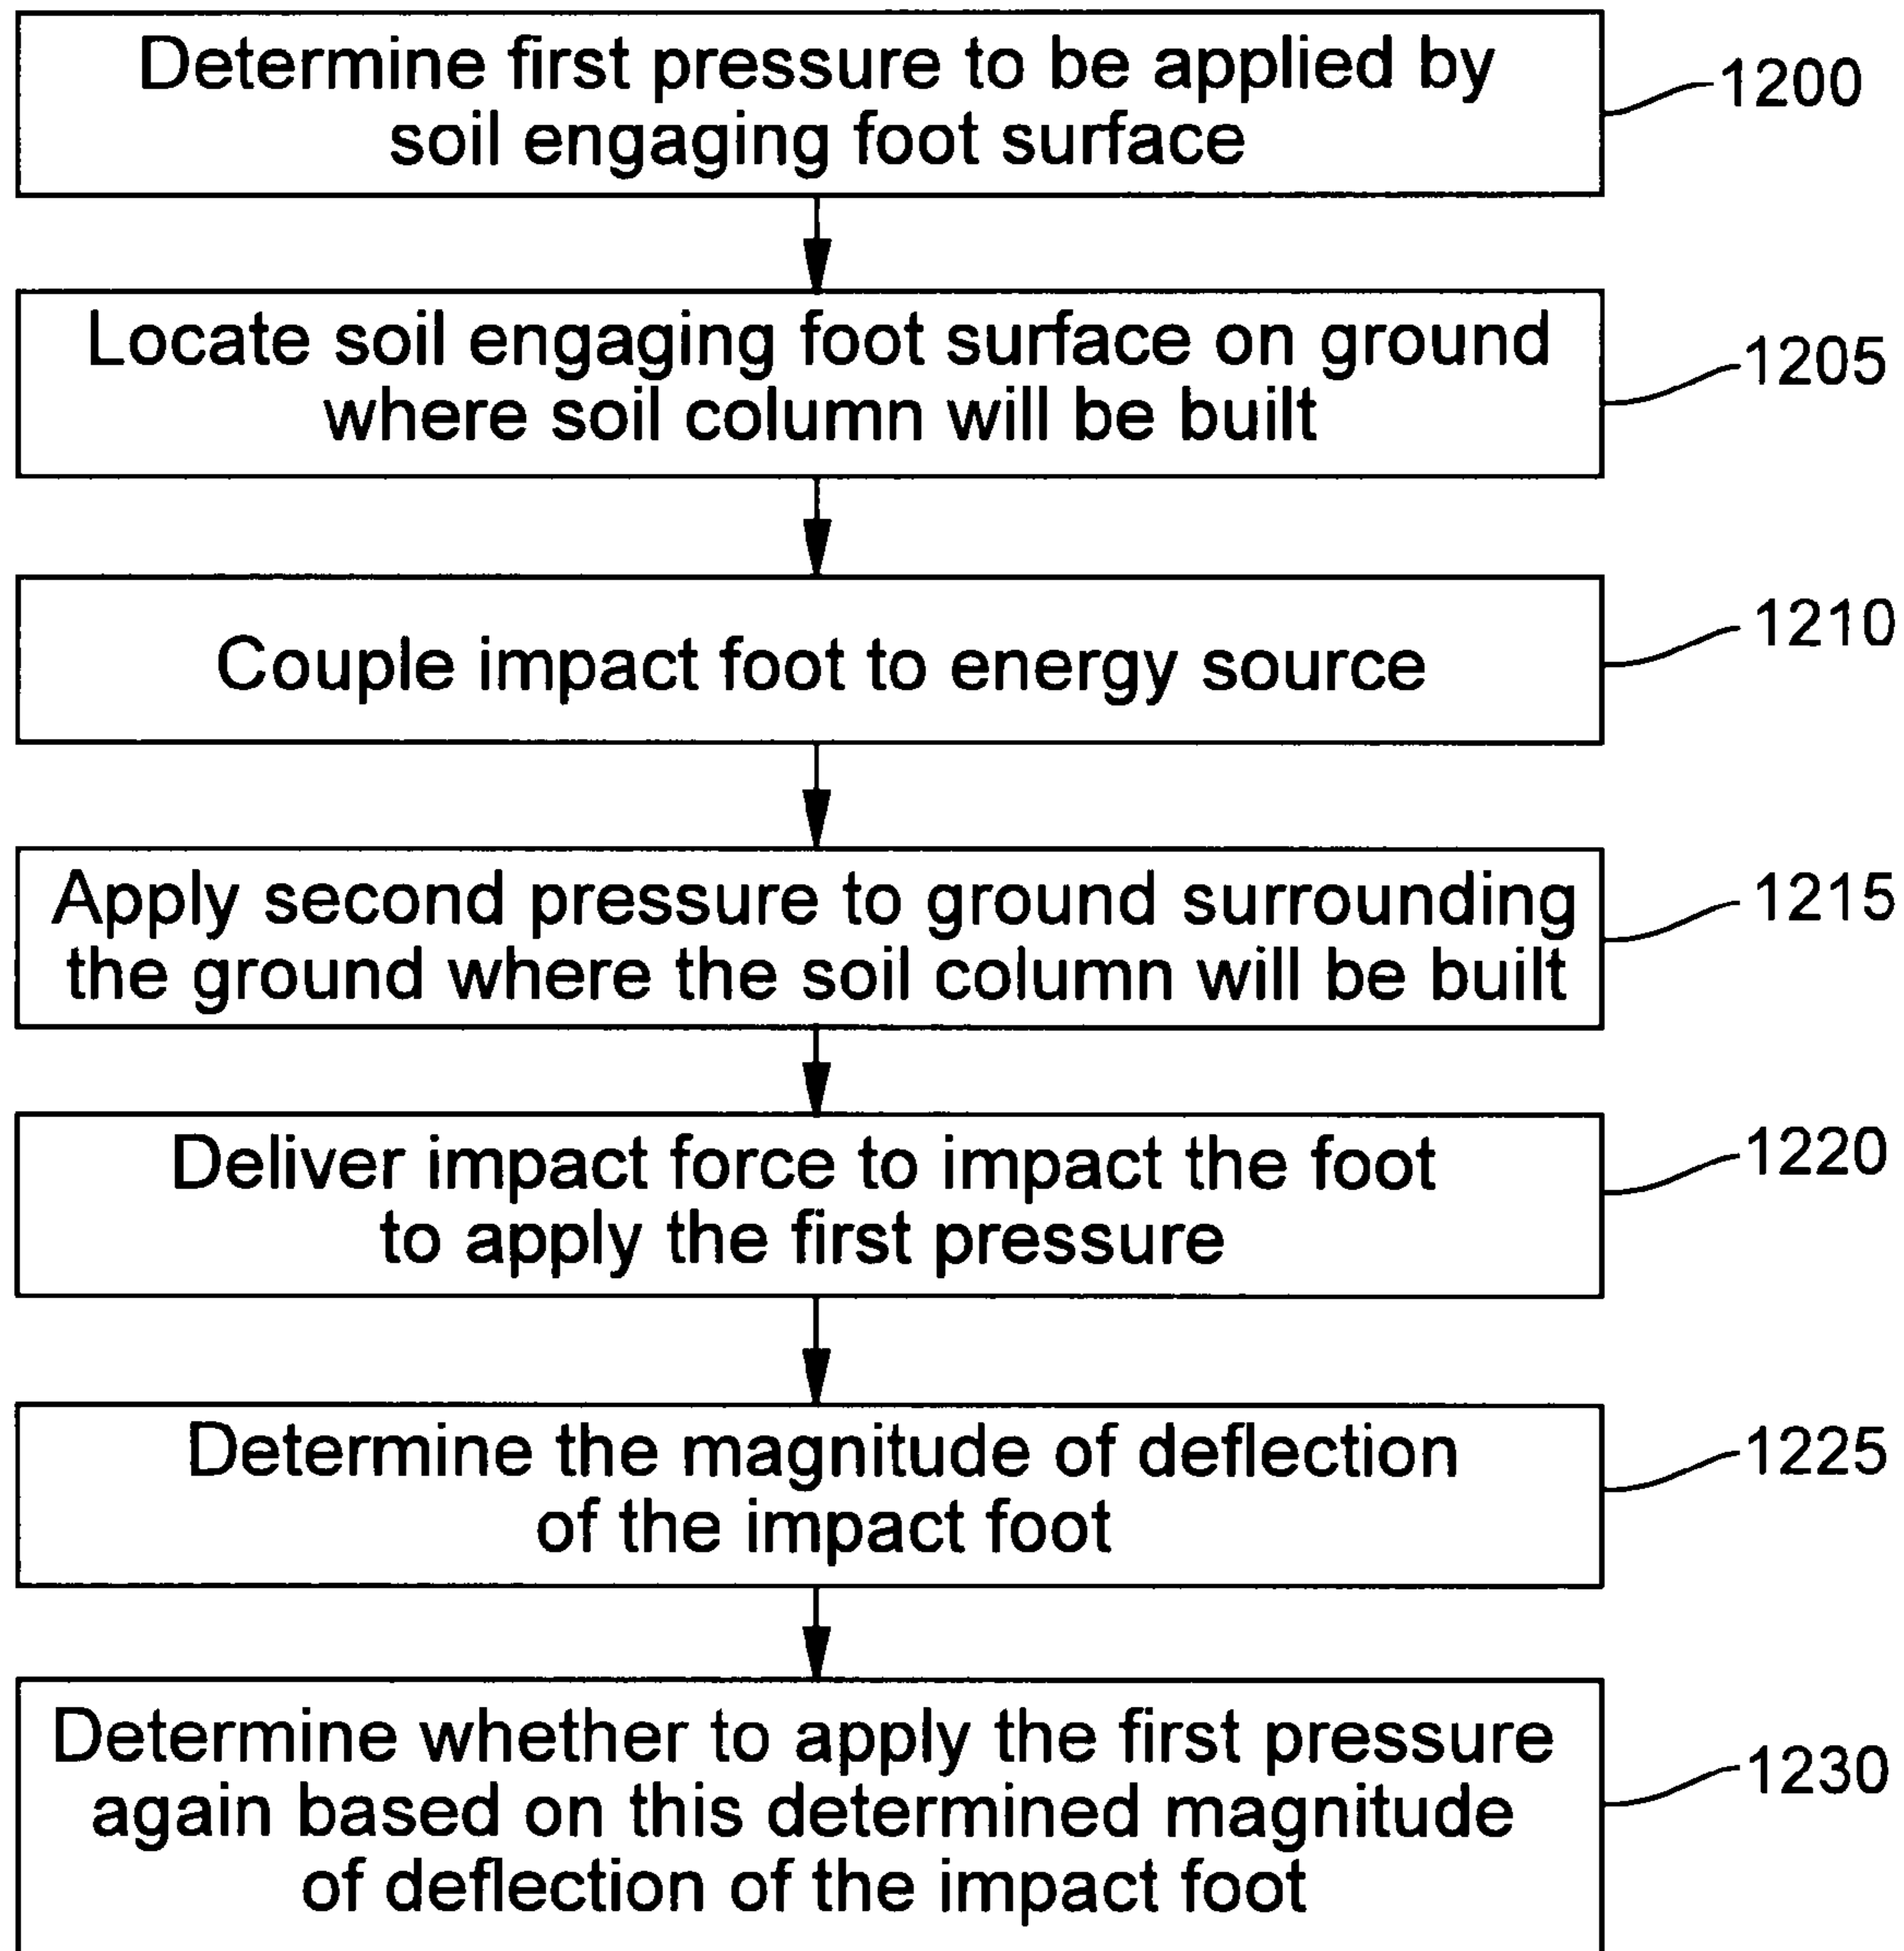 Determine first pressure to be applied by
soil engaging foot surface
1200
Locate soil engaging foot surface on ground
where soil column will be built
1205
Couple impact foot to energy source
1210
Apply second pressure to ground surrounding
the ground where the soil column will be built
1215
Deliver impact force to impact the foot
to apply the first pressure
1220
Determine the magnitude of deflection
of the impact foot
1225
Determine whether to apply the first pressure
again based on this determined magnitude
of deflection of the impact foot
1230